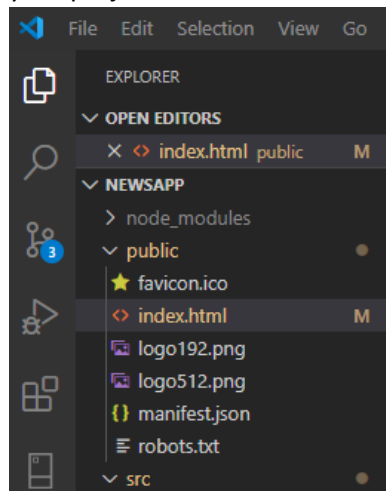 File Edit Selection View Go
EXPLORER
OPEN EDITORS
index.html public M
NEWSAPP
node_modules
public
favicon.ico
index.html M
logo192.png
logo512.png
{} manifest.json
robots.txt
src
3